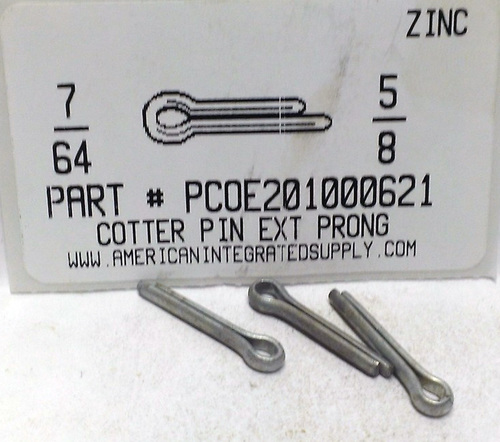 ZINC
7/64
5/8
PART # PCOE201000621
COTTER PIN EXT PRONG
WWW.AMERICANINTEGRATEDSUPPLY.COM